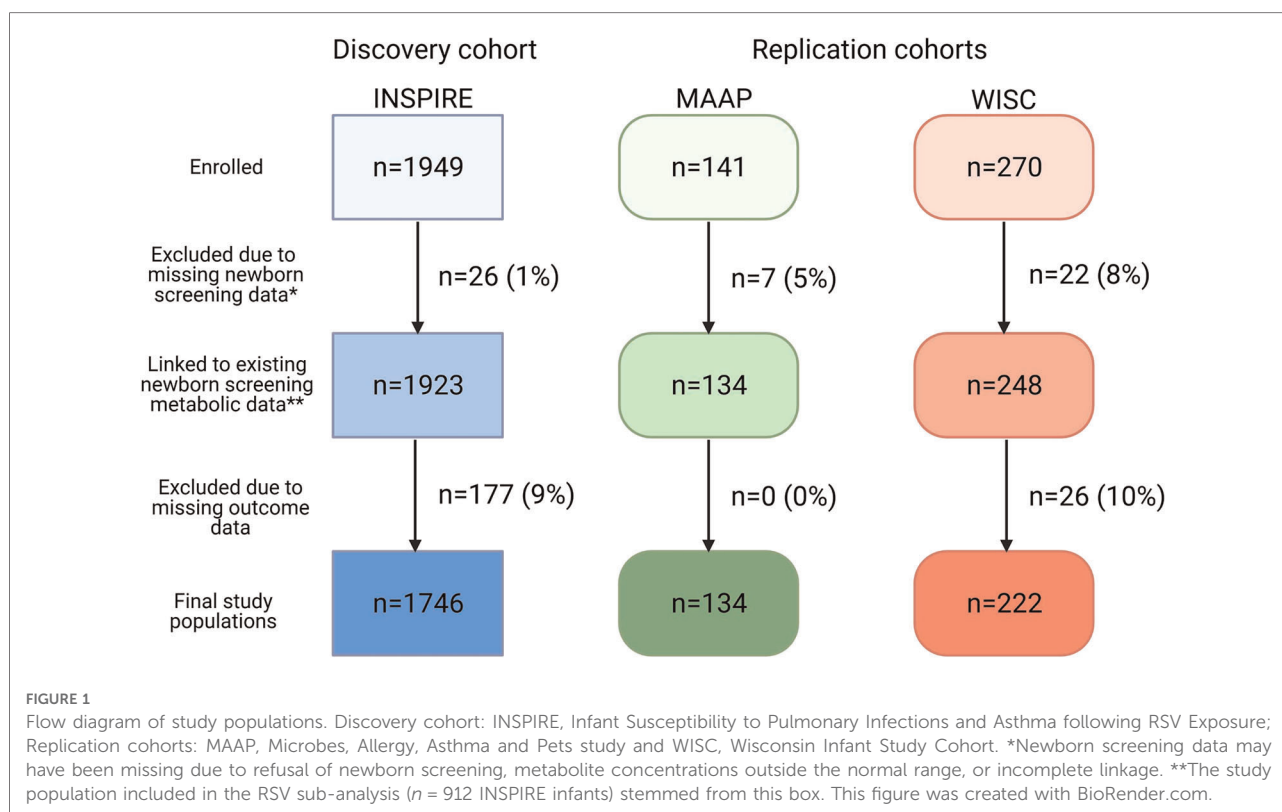 Discovery cohort
Replication cohorts
INSPIRE
MAAP
WISC
Enrolled
n=1949
n=141
n=270
Excluded due to
missing newborn
screening data*
n=26 (1%)
n=7 (5%)
n=22 (8%)
Linked to existing
newborn screening
metabolic data**
n=1923
n=134
n=248
Excluded due to
missing outcome
data
n=177 (9%)
n=0 (0%)
n=26 (10%)
Final study
populations
n=1746
n=134
n=222
FIGURE 1
Flow diagram of study populations. Discovery cohort: INSPIRE, Infant Susceptibility to Pulmonary Infections and Asthma following RSV Exposure;
Replication cohorts: MAAP, Microbes, Allergy, Asthma and Pets study and WISC, Wisconsin Infant Study Cohort. *Newborn screening data may
have been missing due to refusal of newborn screening, metabolite concentrations outside the normal range, or incomplete linkage. **The study
population included in the RSV sub-analysis (n = 912 INSPIRE infants) stemmed from this box. This figure was created with BioRender.com.